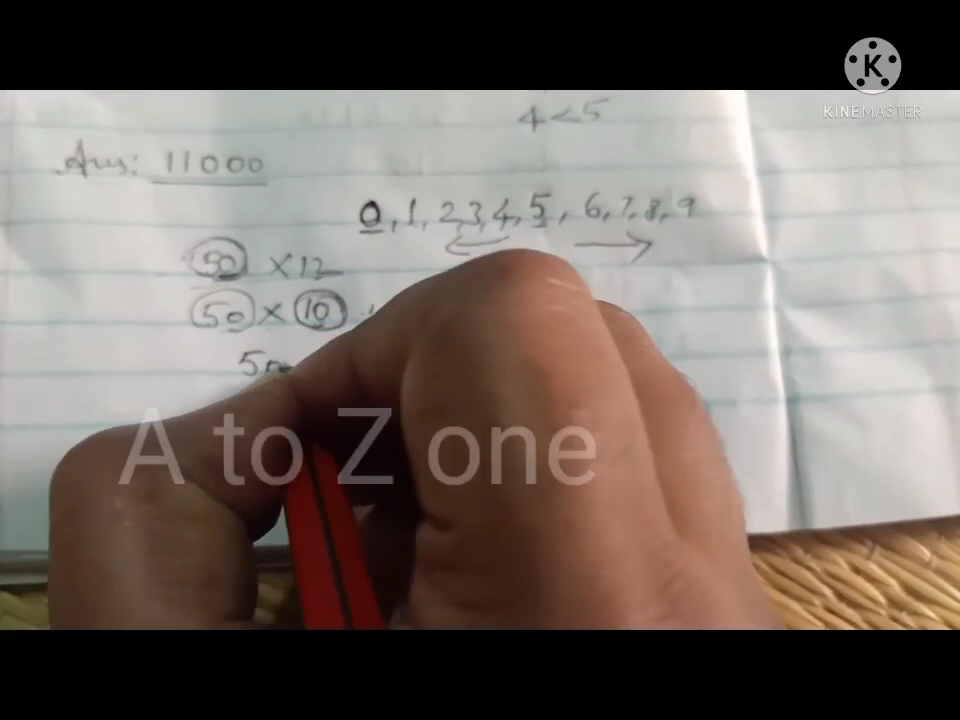 KINEMASTER
4<5
Ans: 11000
0,1,2,3,4,5,6,7,8,9
50 ×12
50 × 10
A to Z one